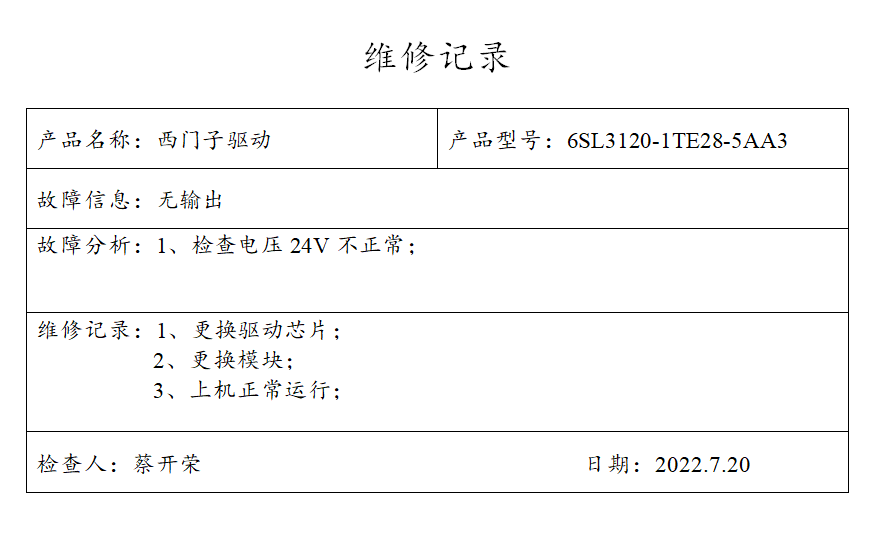 维修记录
产品名称：西门子驱动 产品型号：6SL3120-1TE28-5AA3
故障信息：无输出
故障分析：1、检查电压 24V 不正常；
维修记录：1、更换驱动芯片；
2、更换模块；
3、上机正常运行；
检查人：蔡开荣 日期：2022.7.20